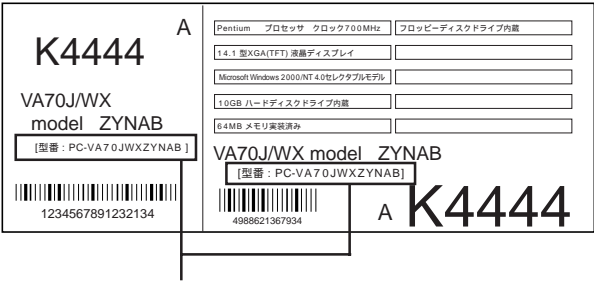 A
K4444
VA70J/WX
model ZYNAB
[型番 : PC-VA70JWXZYNAB ]
1234567891232134
Pentium プロセッサ クロック700MHz
フロッピーディスクドライブ内蔵
14.1 型XGA(TFT) 液晶ディスプレイ
Microsoft Windows 2000/NT 4.0セレクタブルモデル
10GB ハードディスクドライブ内蔵
64MB メモリ実装済み
VA70J/WX model ZYNAB
[型番 : PC-VA70JWXZYNAB]
4988621367934
A
K4444